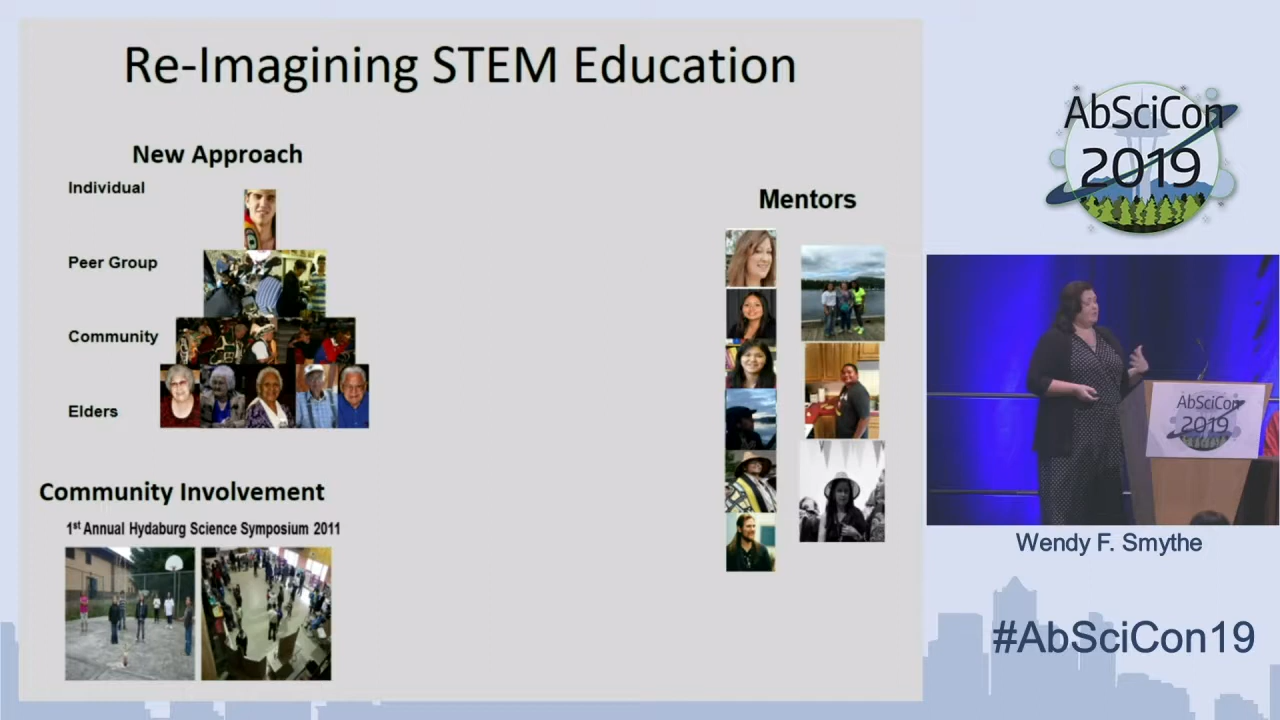 Re-Imagining STEM Education
New Approach
Individual
Peer Group
Community
Elders
Community Involvement
1st Annual Hydaburg Science Symposium 2011
Mentors
AbSciCon
2019
AbSciCon
2019
Wendy F. Smythe
#AbSciCon19